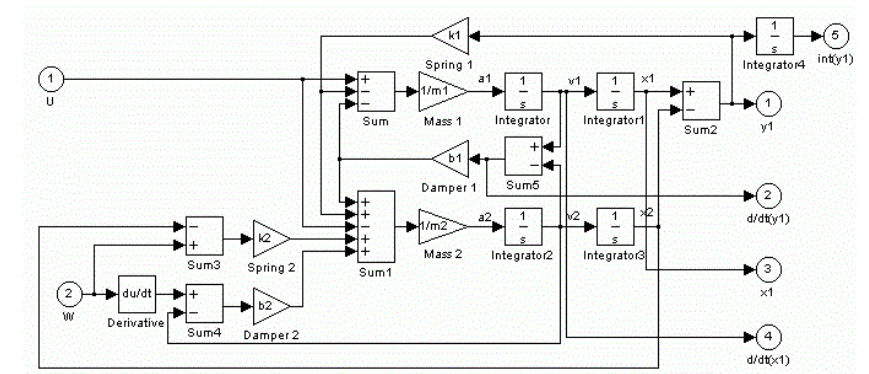 k1
Spring 1
1
s
Integrator4
5
int(y1)
1
U
+
−
−
Sum
1/m1
Mass 1
a1
1
s
Integrator
v1
1
s
Integrator1
x1
+
−
Sum2
1
y1
b1
Damper 1
+
−
Sum5
2
d/dt(y1)
+
+
−
+
+
Sum1
1/m2
Mass 2
a2
1
s
Integrator2
v2
1
s
Integrator3
x2
−
+
Sum3
k2
Spring 2
3
x1
2
W
du/dt
Derivative
+
−
Sum4
b2
Damper 2
4
d/dt(x1)